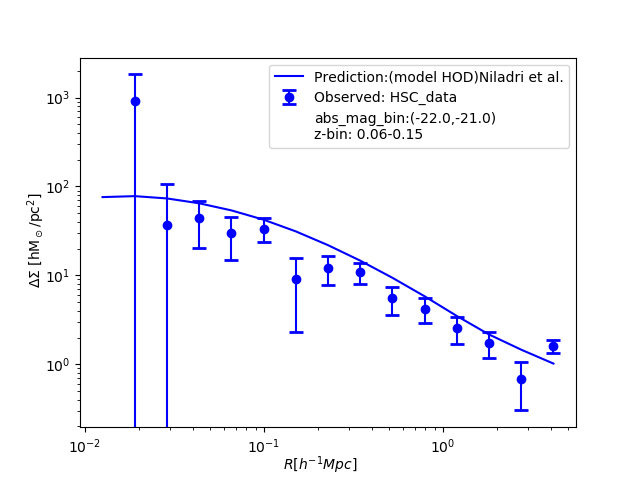 Prediction:(model HOD)Niladri et al.
Observed: HSC_data
abs_mag_bin:(-22.0,-21.0)
z-bin: 0.06-0.15
ΔΣ [hM☉/pc²]
10³
10²
10¹
10⁰
10⁻²
10⁻¹
10⁰
R[h⁻¹Mpc]